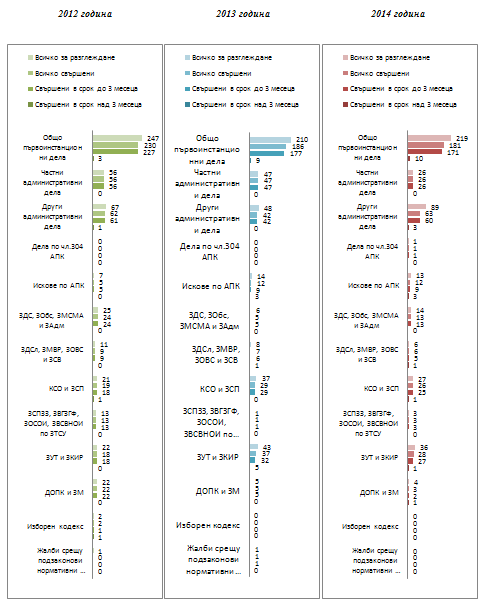 2012 година
2013 година
2014 година
Всичко за разглеждане
Всичко свършени
Свършени в срок до 3 месеца
Свършени в срок над 3 месеца
Общо
първоинстанцио
нни дела
247
230
227
3
Частни
административни
дела
56
56
56
0
Други
административни
дела
67
62
61
1
Дела по чл.304
АПК
0
0
0
0
Искове по АПК
7
5
5
0
ЗДС, ЗОбс, ЗМСМА
и ЗАдм
25
24
24
0
ЗДСл, ЗМВР, ЗОВС
и ЗСВ
11
9
9
0
КСО и ЗСП
21
19
18
1
ЗСПЗЗ, ЗВГЗГФ,
ЗОСОИ, ЗВСВНОИ
по ЗТСУ
13
13
13
0
ЗУТ и ЗКИР
22
18
18
0
ДОПК и ЗМ
22
22
22
0
Изборен кодекс
2
2
1
1
Жалби срещу
подзаконови
нормативни ...
1
0
0
0
Всичко за разглеждане
Всичко свършени
Свършени в срок до 3 месеца
Свършени в срок над 3 месеца
Общо
първоинстанцио
нни дела
210
186
177
9
Частни
административн
и дела
47
47
47
0
Други
административн
и дела
48
42
42
0
Дела по чл.304
АПК
0
0
0
0
Искове по АПК
14
12
9
3
ЗДС, ЗОбс,
ЗМСМА и ЗАдм
6
5
5
0
ЗДСл, ЗМВР,
ЗОВС и ЗСВ
8
7
6
1
КСО и ЗСП
37
29
29
0
ЗСПЗЗ, ЗВГЗГФ,
ЗОСОИ,
ЗВСВНОИ по...
1
1
1
0
ЗУТ и ЗКИР
43
37
32
5
ДОПК и ЗМ
5
5
5
0
Изборен кодекс
0
0
0
0
Жалби срещу
подзаконови
нормативни ...
1
1
1
0
Всичко за разглеждане
Всичко свършени
Свършени в срок до 3 месеца
Свършени в срок над 3 месеца
Общо
първоинстанцион
ни дела
219
181
171
10
Частни
административни
дела
26
26
26
0
Други
административни
дела
89
63
60
3
Дела по чл.304
АПК
1
1
1
0
Искове по АПК
13
12
9
3
ЗДС, ЗОбс, ЗМСМА
и ЗАдм
14
13
13
0
ЗДСл, ЗМВР, ЗОВС
и ЗСВ
6
6
5
1
КСО и ЗСП
27
26
25
1
ЗСПЗЗ, ЗВГЗГФ,
ЗОСОИ, ЗВСВНОИ
по ЗТСУ
3
3
3
0
ЗУТ и ЗКИР
36
28
27
1
ДОПК и ЗМ
4
3
2
1
Изборен кодекс
0
0
0
0
Жалби срещу
подзаконови
нормативни ...
0
0
0
0